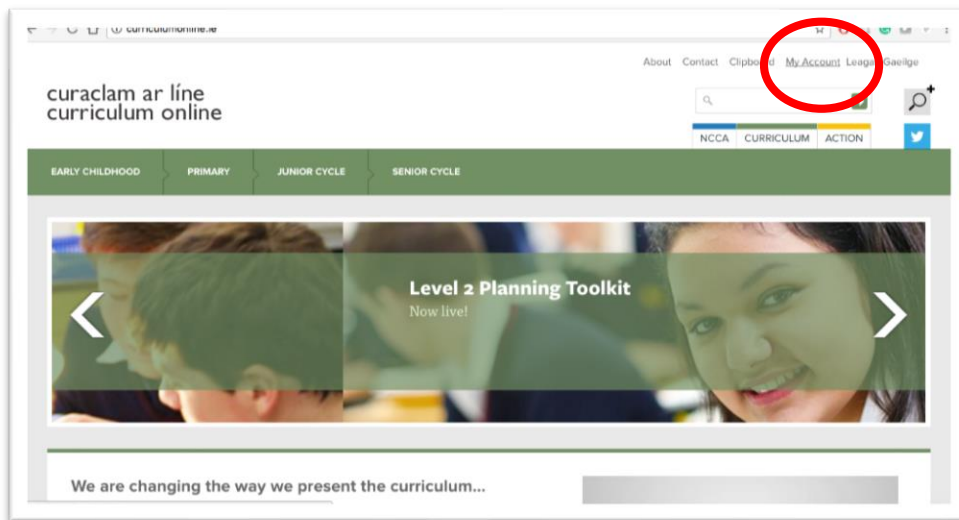 curriculumonline.ie
About Contact Clipboard My Account Leagan Gaeilge
curaclam ar líne
curriculum online
NCCA CURRICULUM ACTION
EARLY CHILDHOOD PRIMARY JUNIOR CYCLE SENIOR CYCLE
Level 2 Planning Toolkit
Now live!
We are changing the way we present the curriculum...